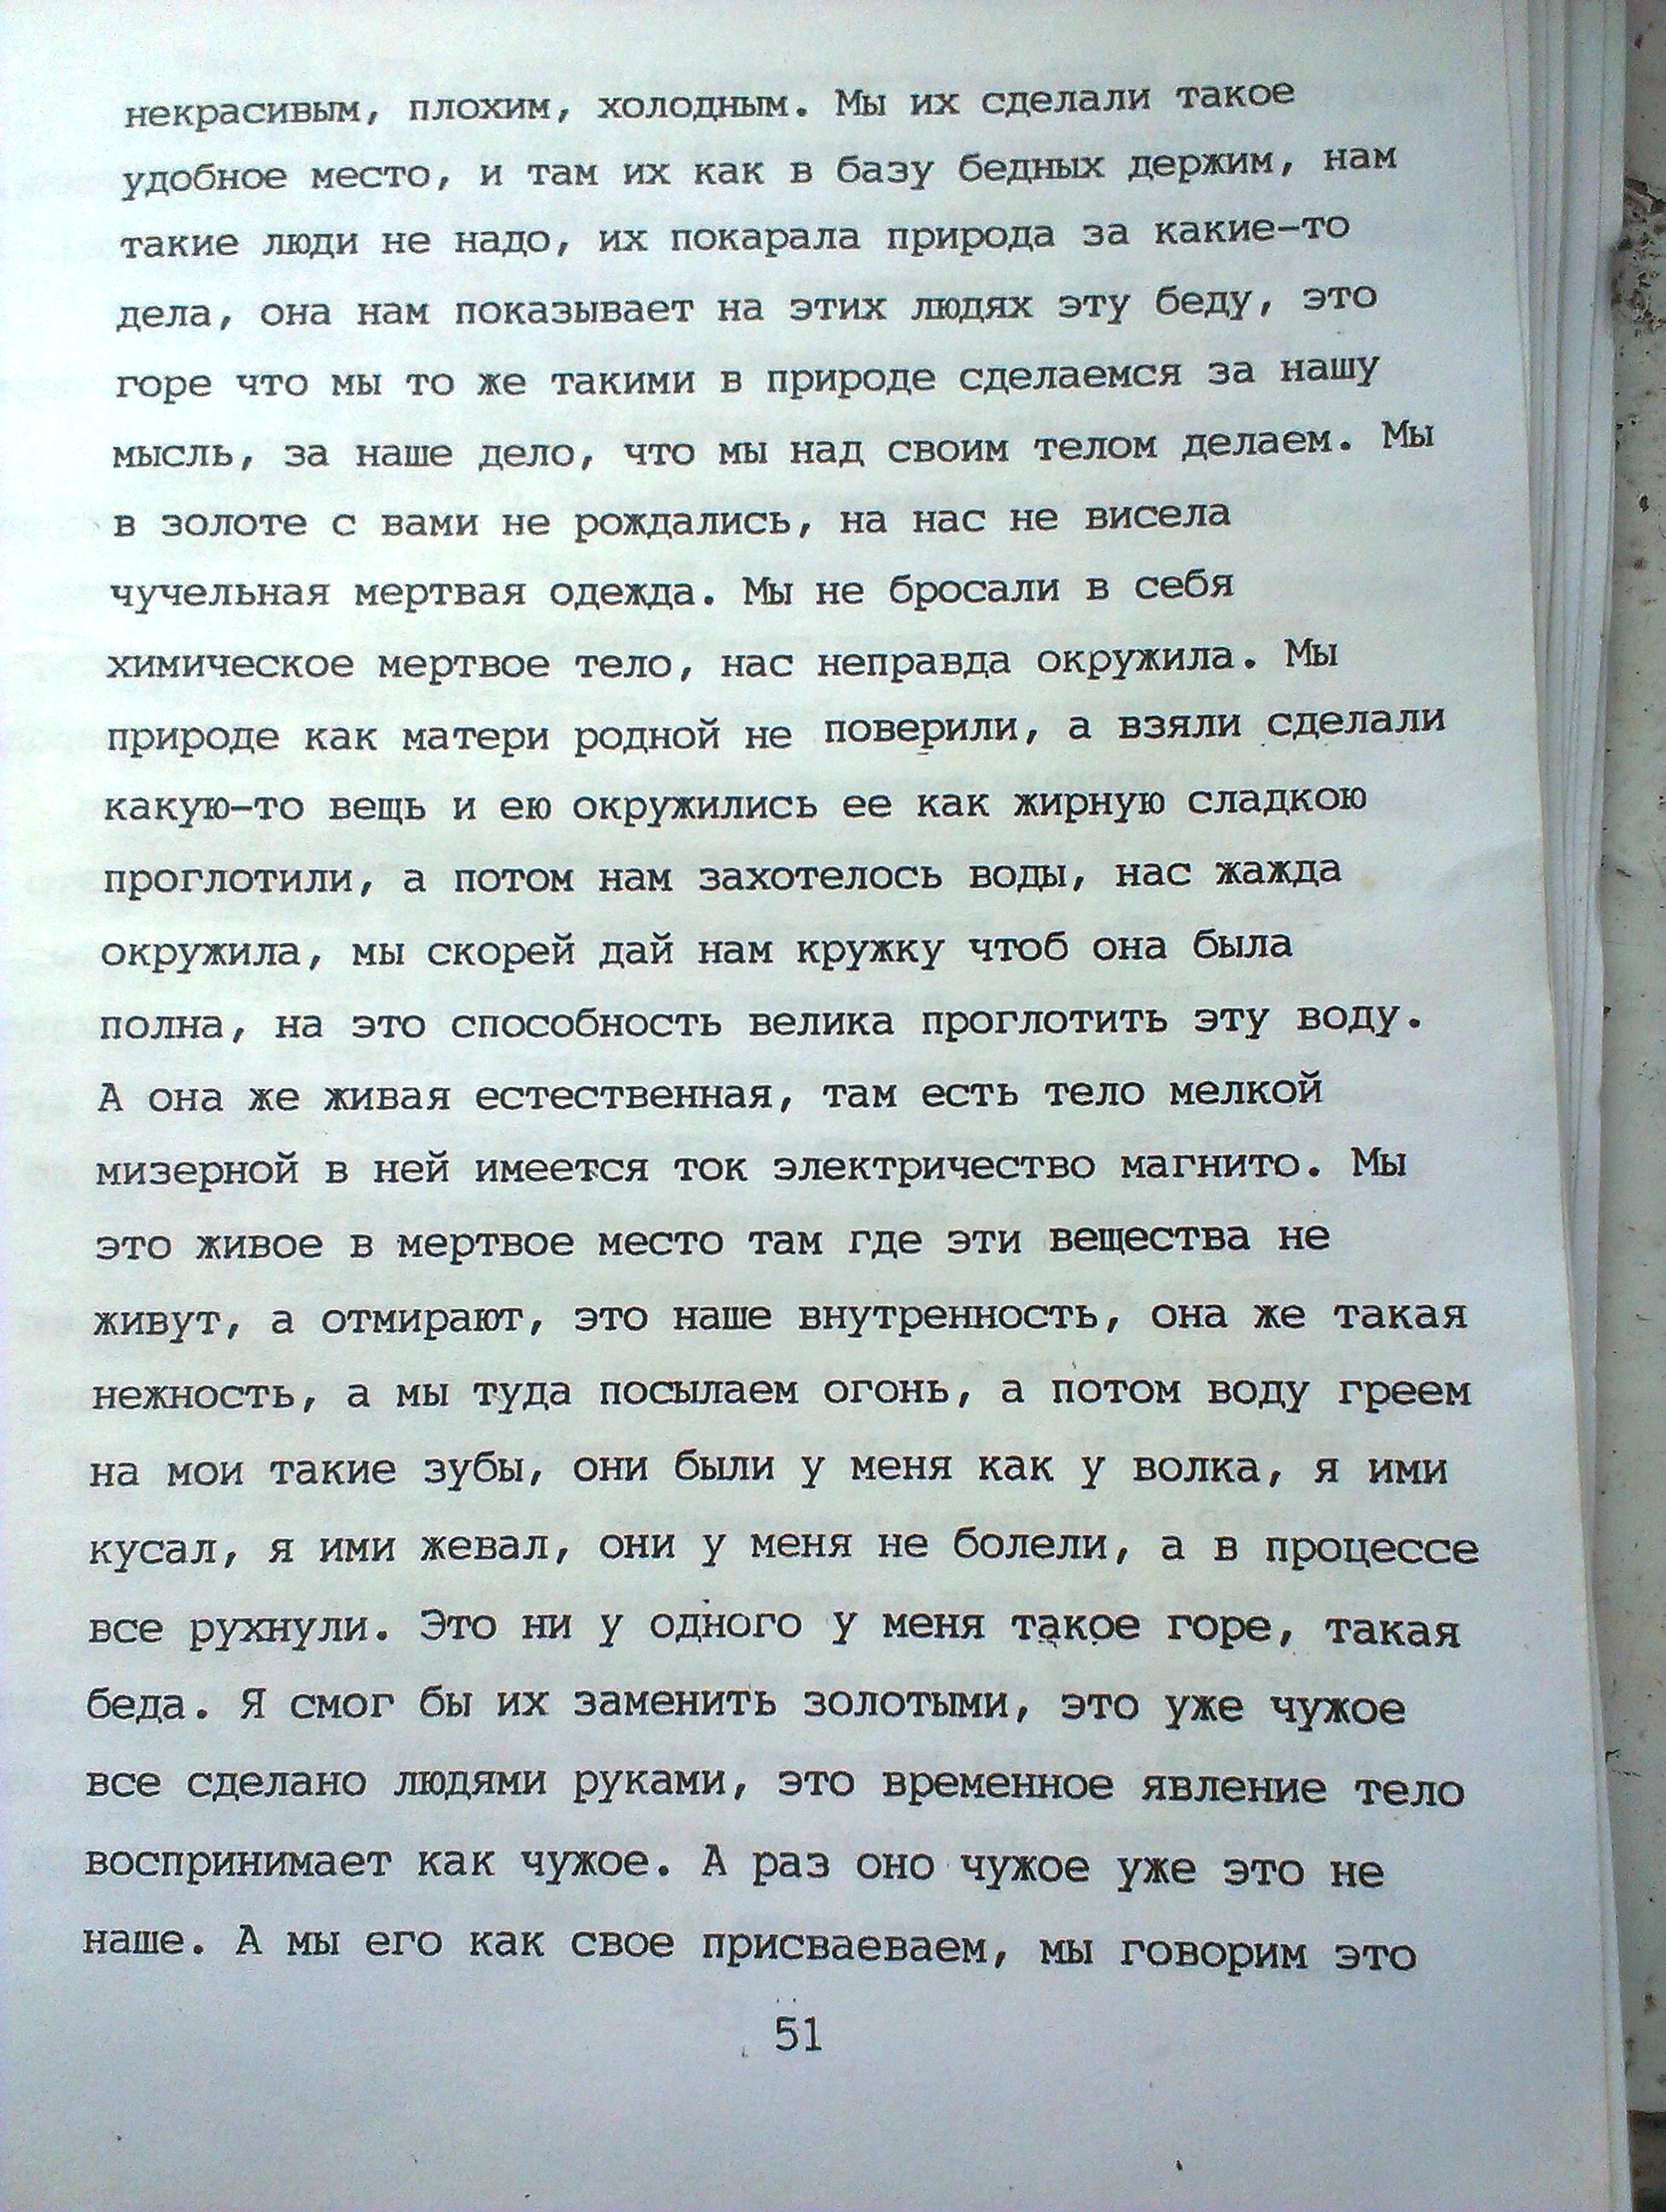 некрасивым, плохим, холодным. Мы их сделали такое
удобное место, и там их как в базу бедных держим, нам
такие люди не надо, их покарала природа за какие-то
дела, она нам показывает на этих людях эту беду, это
горе что мы то же такими в природе сделаемся за нашу
мысль, за наше дело, что мы над своим телом делаем. Мы
в золоте с вами не рождались, на нас не висела
чучельная мертвая одежда. Мы не бросали в себя
химическое мертвое тело, нас неправда окружила. Мы
природе как матери родной не поверили, а взяли сделали
какую-то вещь и ею окружились ее как жирную сладкою
проглотили, а потом нам захотелось воды, нас жажда
окружила, мы скорей дай нам кружку чтоб она была
полна, на это способность велика проглотить эту воду.
А она же живая естественная, там есть тело мелкой
мизерной в ней имеется ток электричество магнито. Мы
это живое в мертвое место там где эти вещества не
живут, а отмирают, это наше внутренность, она же такая
нежность, а мы туда посылаем огонь, а потом воду греем
на мои такие зубы, они были у меня как у волка, я ими
кусал, я ими жевал, они у меня не болели, а в процессе
все рухнули. Это ни у одного у меня такое горе, такая
беда. Я смог бы их заменить золотыми, это уже чужое
все сделано людями руками, это временное явление тело
воспринимает как чужое. А раз оно чужое уже это не
наше. А мы его как свое присваеваем, мы говорим это
51